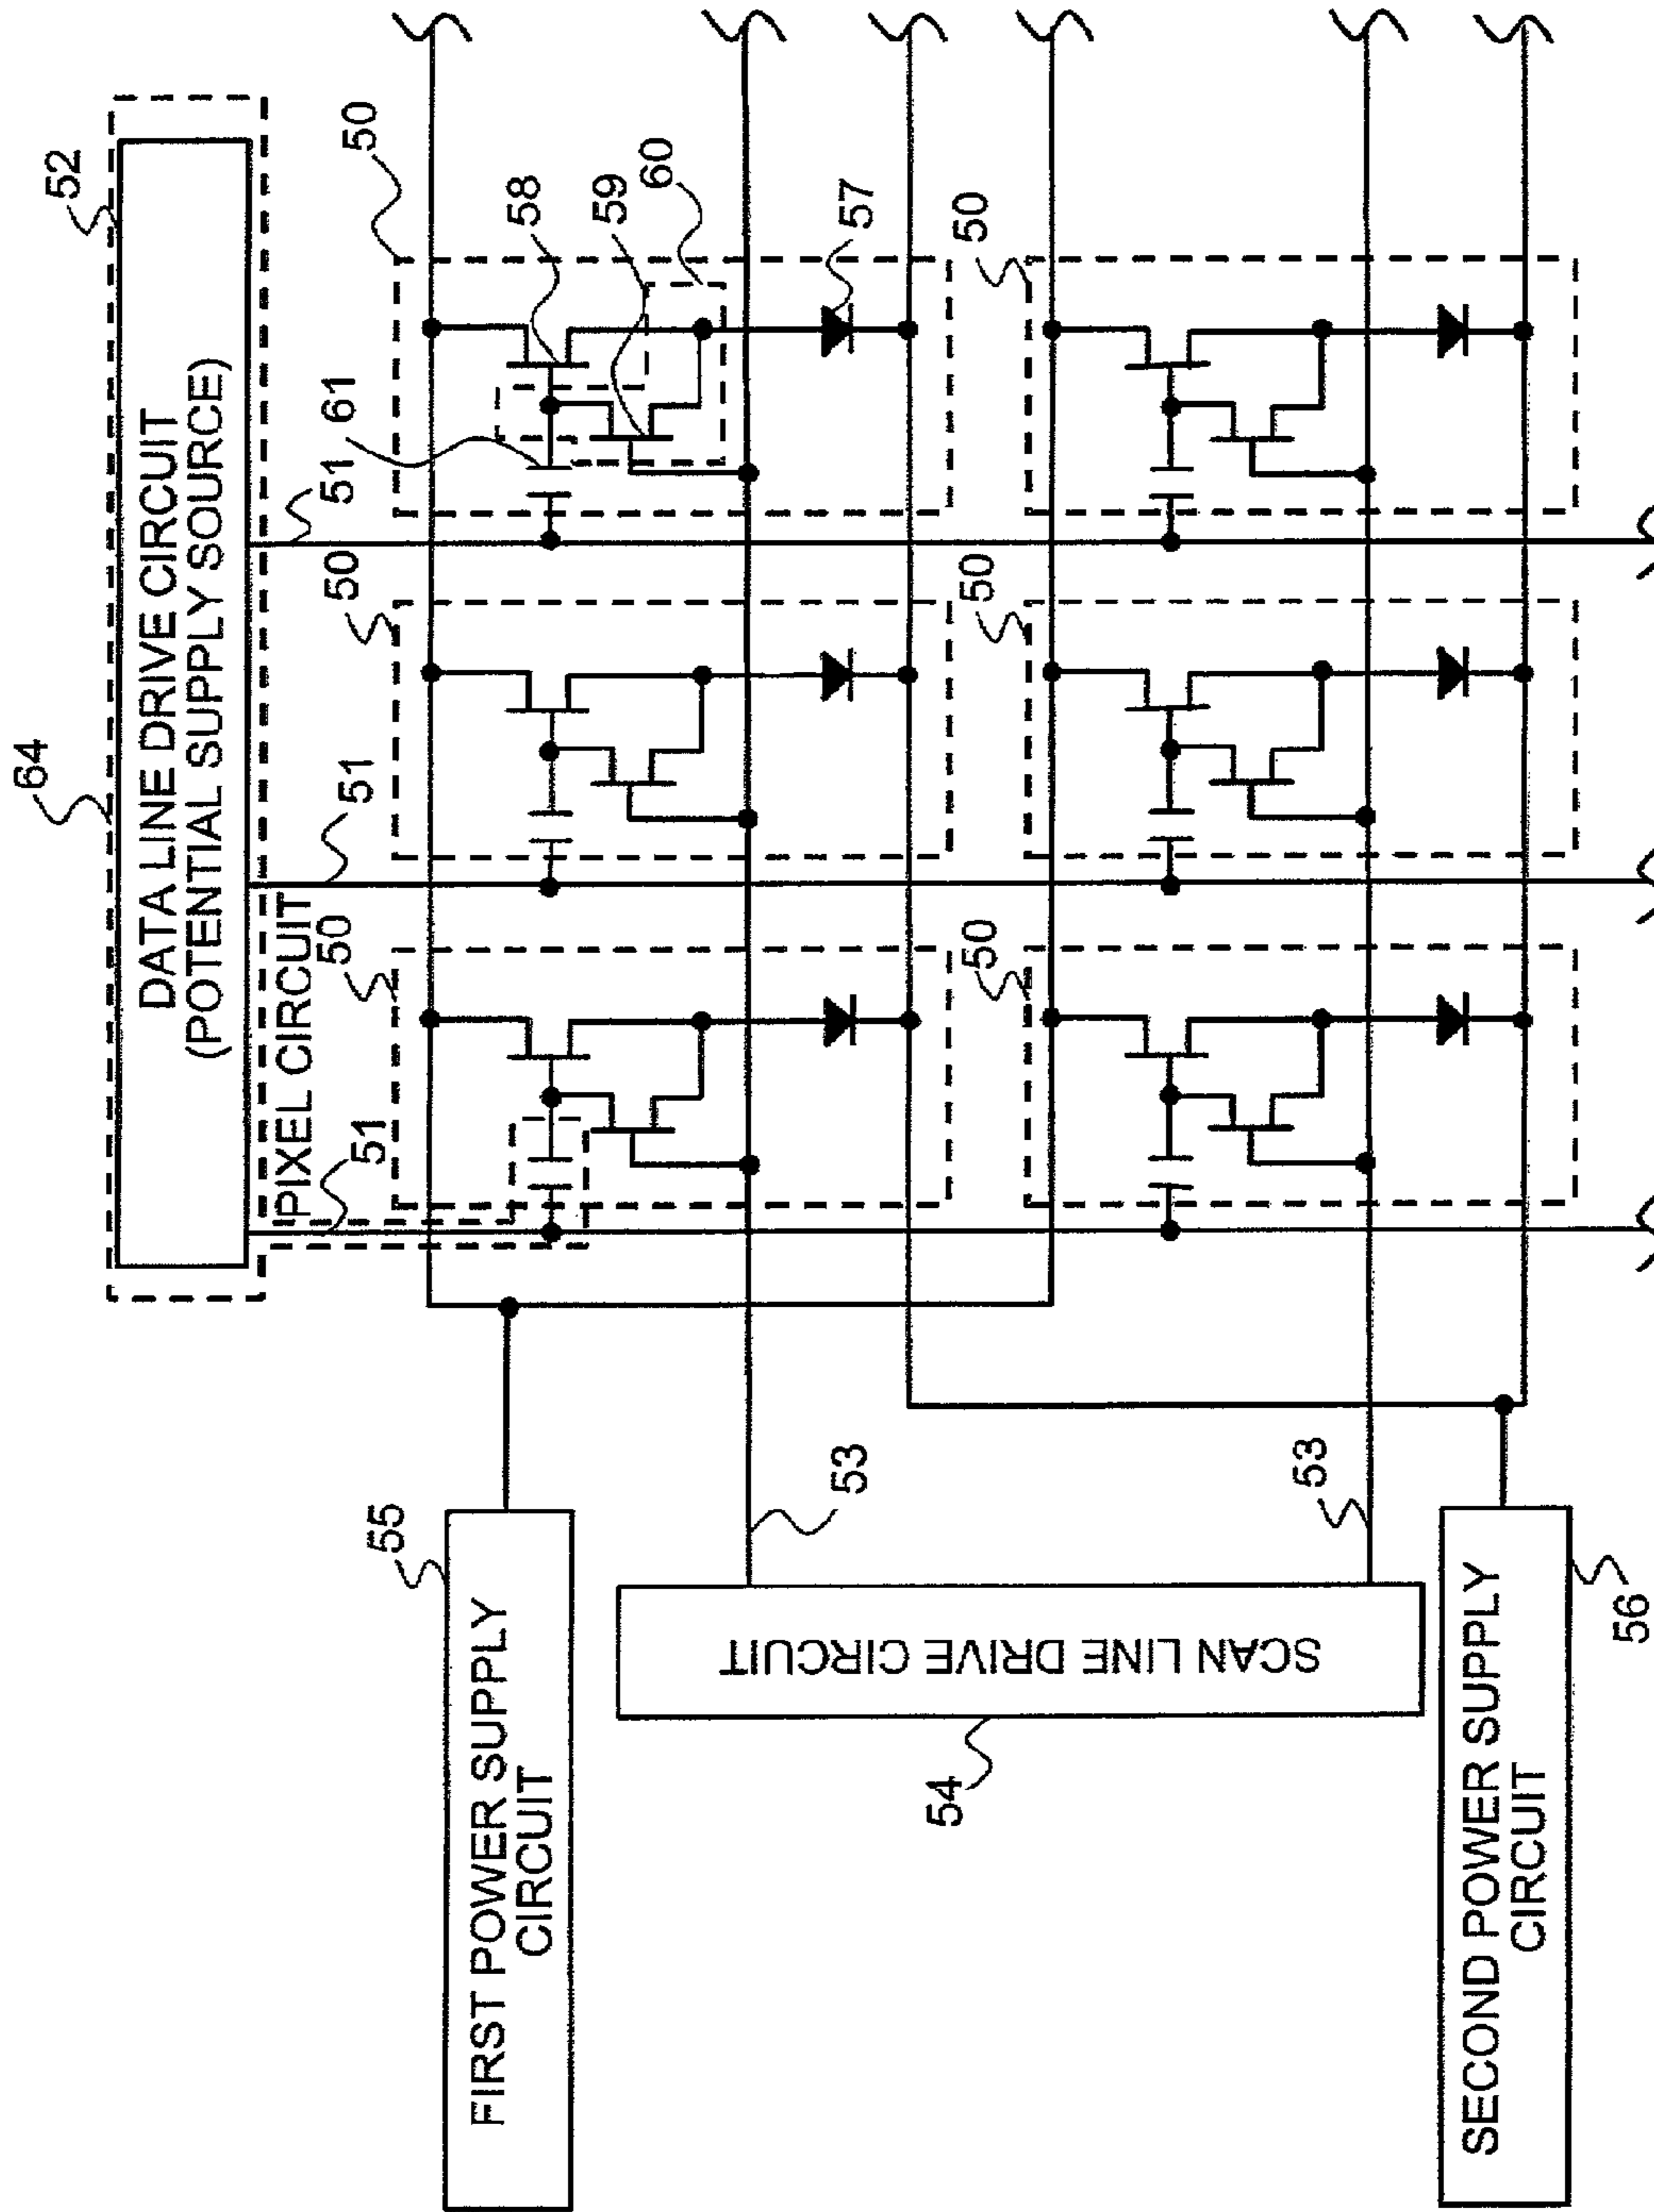 64
52
DATA LINE DRIVE CIRCUIT
(POTENTIAL SUPPLY SOURCE)
PIXEL CIRCUIT
51
50
51
50
51
61
50
58
59
60
57
50
50
50
55
FIRST POWER SUPPLY
CIRCUIT
53
SCAN LINE DRIVE CIRCUIT
54
53
SECOND POWER SUPPLY
CIRCUIT
56